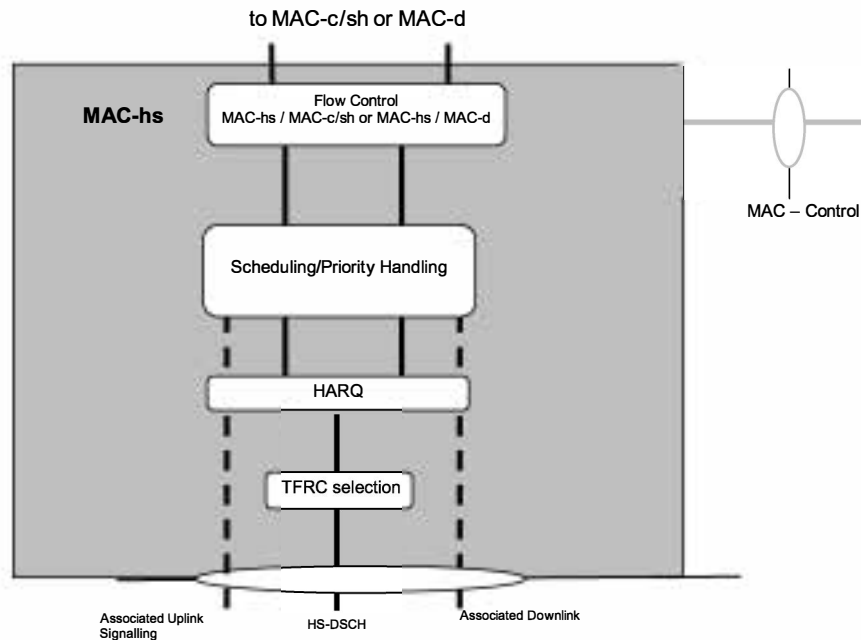 to MAC-c/sh or MAC-d
MAC-hs
Flow Control
MAC-hs / MAC-c/sh or MAC-hs / MAC-d
MAC – Control
Scheduling/Priority Handling
HARQ
TFRC selection
Associated Uplink
Signalling
HS-DSCH
Associated Downlink